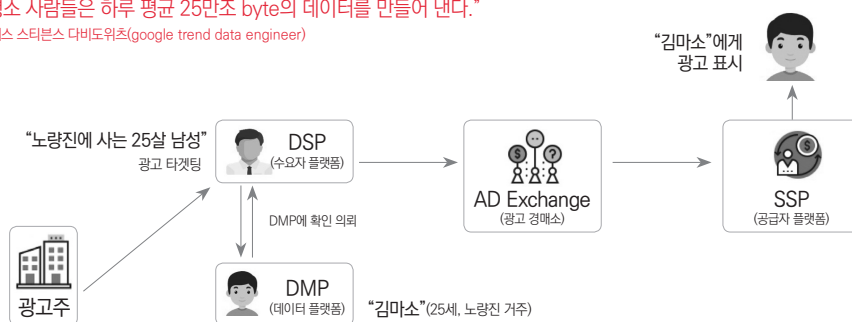 사람들은 하루 평균 25만조 byte의 데이터를 만들어 낸다.”
스티븐스 다비도위츠(google trend data engineer)
“김마소”에게
광고 표시
“노량진에 사는 25살 남성”
광고 타겟팅
DSP
(수요자 플랫폼)
AD Exchange
(광고 경매소)
SSP
(공급자 플랫폼)
DMP에 확인 의뢰
광고주
DMP
(데이터 플랫폼)
“김마소”(25세, 노량진 거주)